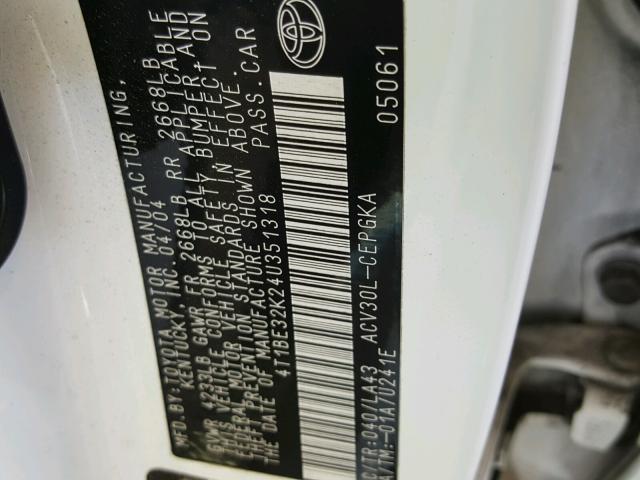 MFD.BY:TOYOTA MOTOR MANUFACTURING,
KENTUCKY, INC. 04/04
GVWR 4239LB GAWR FR 2668LB RR 2668LB
THIS VEHICLE CONFORMS TO ALL APPLICABLE
FEDERAL MOTOR VEHICLE SAFETY, BUMPER AND
THEFT PREVENTION STANDARDS IN EFFECT ON
THE DATE OF MANUFACTURE SHOWN ABOVE.
4T1BE32K24U351318 PASS.CAR
ACV30L-CEPGKA 05061
C/TR:040/LA43
A/TM:-01A/U241E